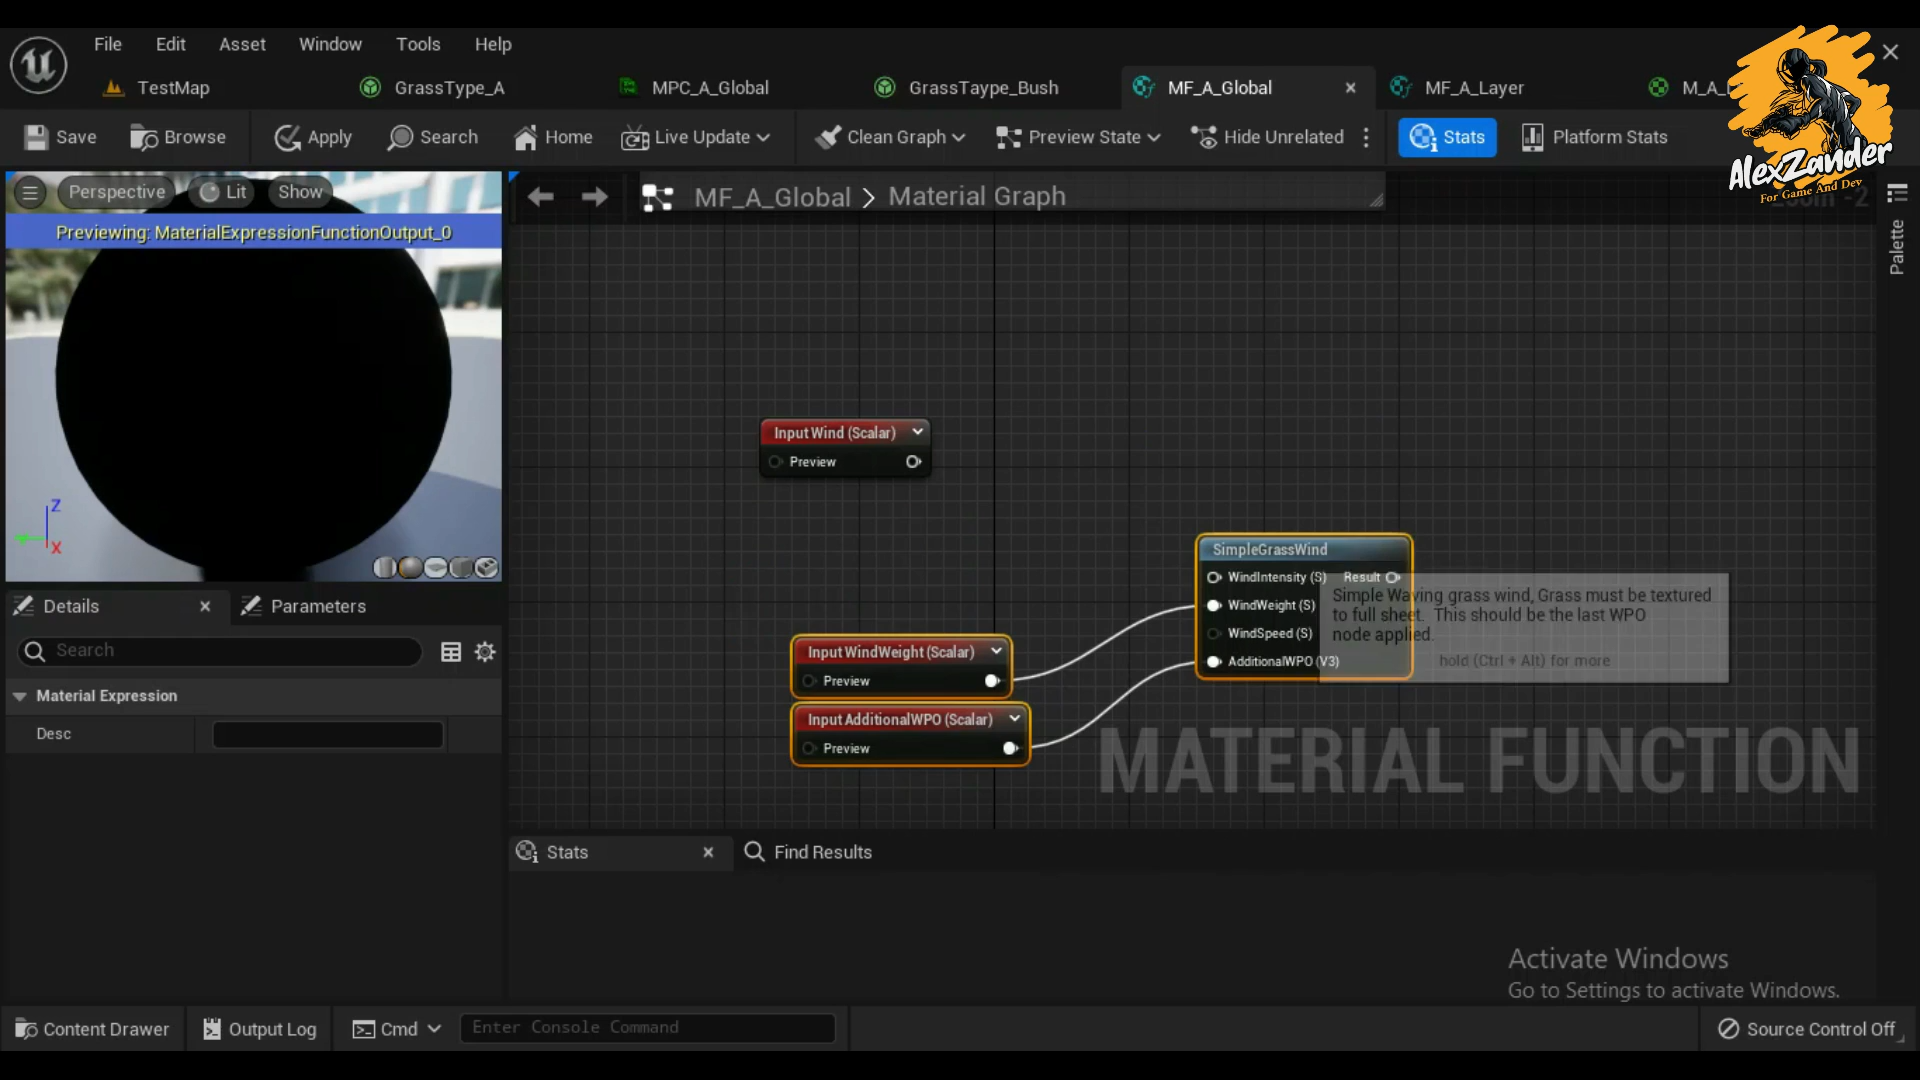 File Edit Asset Window Tools Help
TestMap GrassType_A MPC_A_Global GrassTaype_Bush MF_A_Global MF_A_Layer M_A_
Save Browse Apply Search Home Live Update Clean Graph Preview State Hide Unrelated Stats Platform Stats
AlexZander
For Game And Dev
Perspective Lit Show
MF_A_Global > Material Graph
Zoom -2
Previewing: MaterialExpressionFunctionOutput_0
Palette
Input Wind (Scalar)
Preview
Z
X
SimpleGrassWind
WindIntensity (S) Result
WindWeight (S)
WindSpeed (S)
AdditionalWPO (V3)
Simple Waving grass wind, Grass must be textured
to full sheet. This should be the last WPO
node applied.
hold (Ctrl + Alt) for more
Input WindWeight (Scalar)
Preview
Input AdditionalWPO (Scalar)
Preview
MATERIAL FUNCTION
Details Parameters
Search
Material Expression
Desc
Stats Find Results
Activate Windows
Go to Settings to activate Windows.
Content Drawer Output Log Cmd Enter Console Command Source Control Off